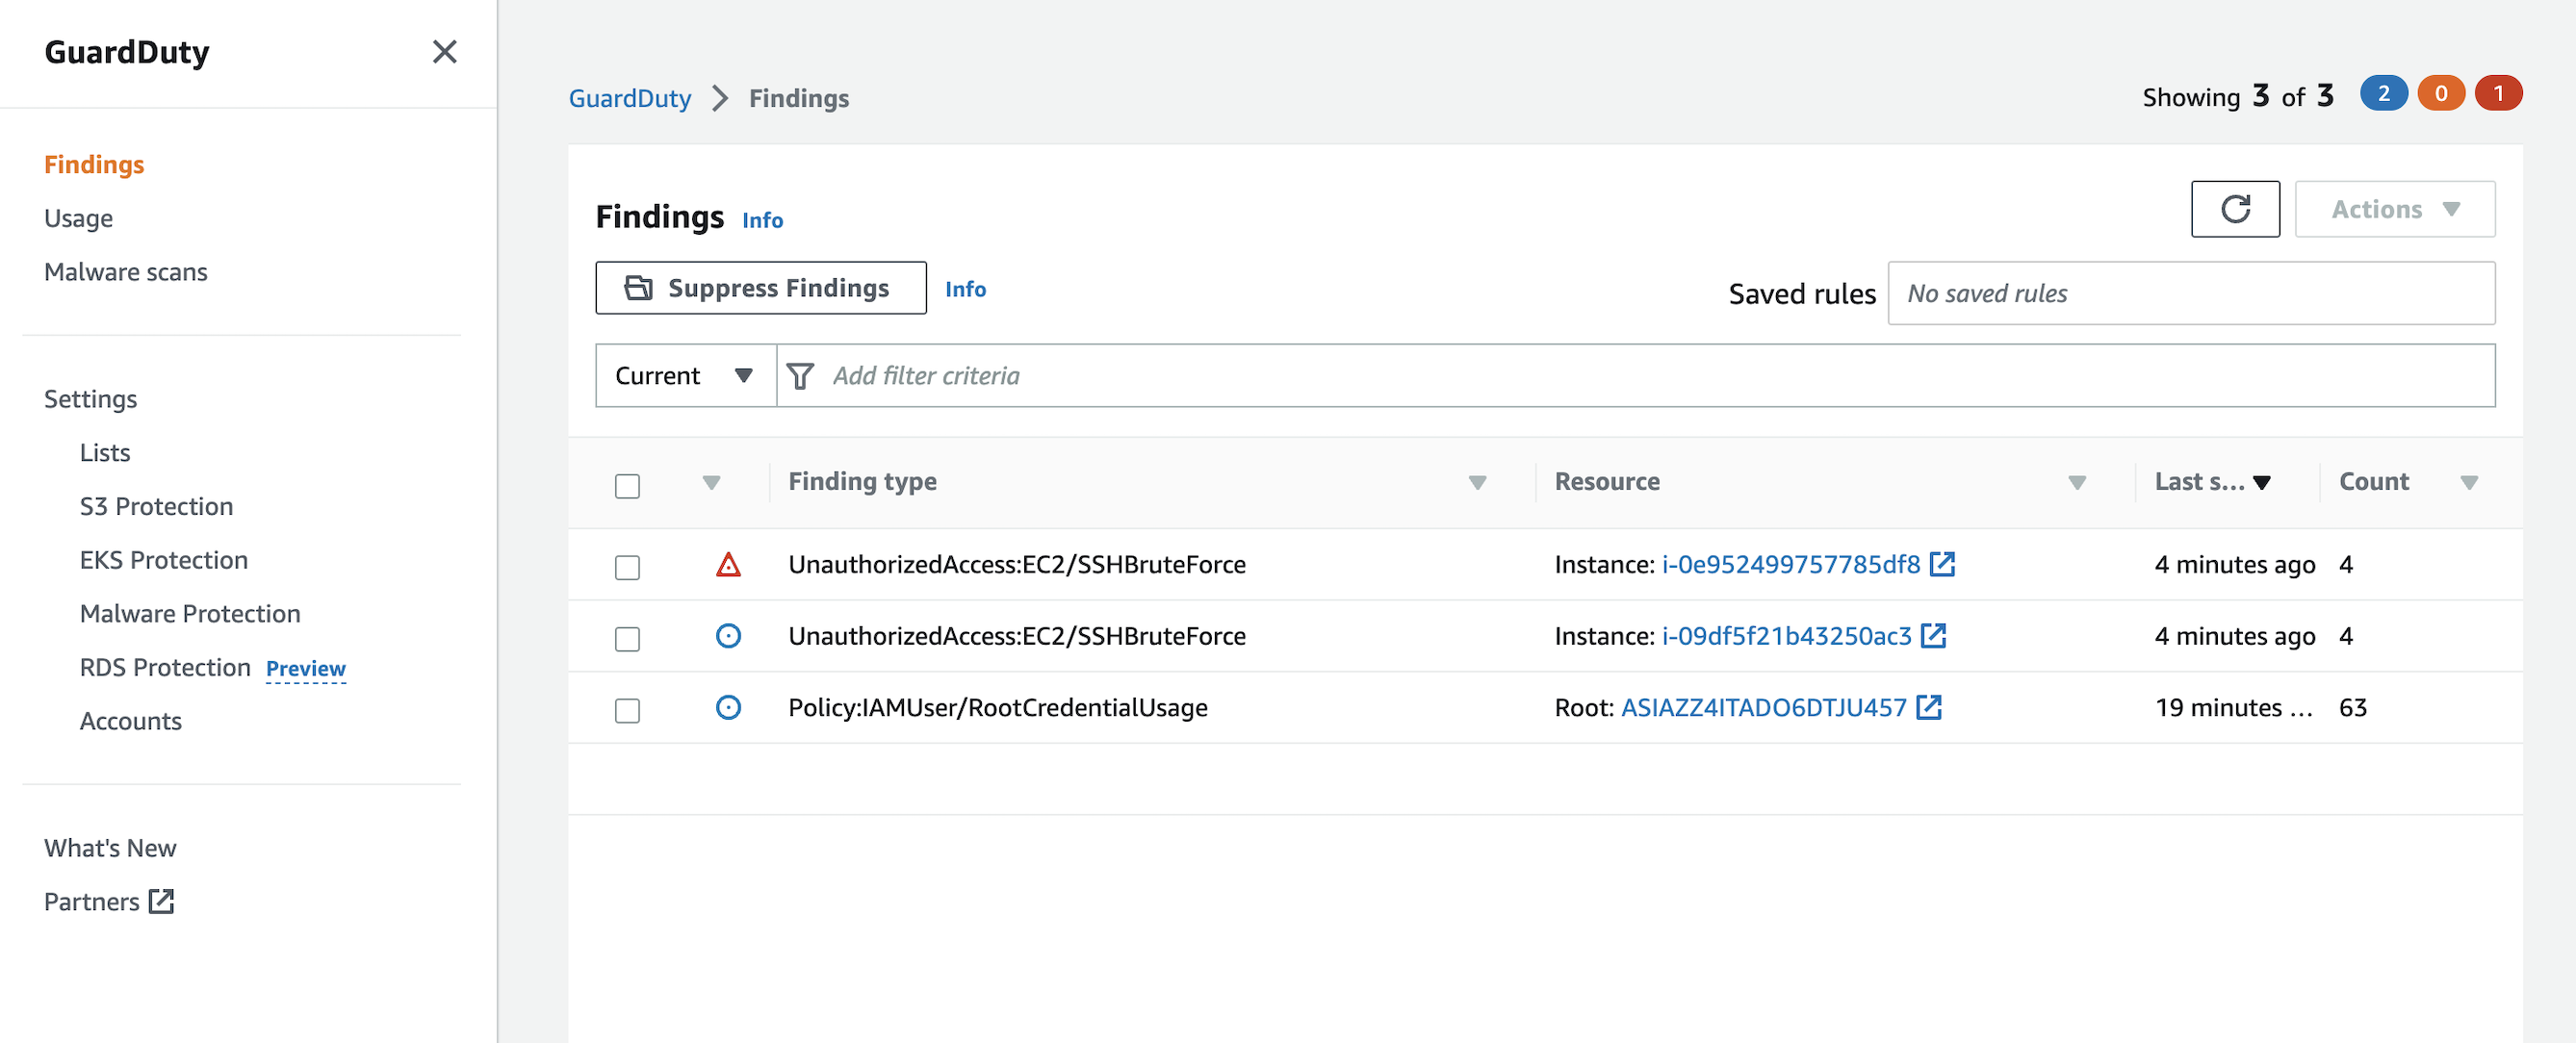 GuardDuty
Findings
Usage
Malware scans
Settings
Lists
S3 Protection
EKS Protection
Malware Protection
RDS Protection Preview
Accounts
What's New
Partners
GuardDuty Findings
Showing 3 of 3 2 0 1
Findings Info
Actions
Suppress Findings Info
Saved rules No saved rules
Current Add filter criteria
Finding type Resource Last s... Count
UnauthorizedAccess:EC2/SSHBruteForce Instance: i-0e952499757785df8 4 minutes ago 4
UnauthorizedAccess:EC2/SSHBruteForce Instance: i-09df5f21b43250ac3 4 minutes ago 4
Policy:IAMUser/RootCredentialUsage Root: ASIAZZ4ITADO6DTJU457 19 minutes ... 63